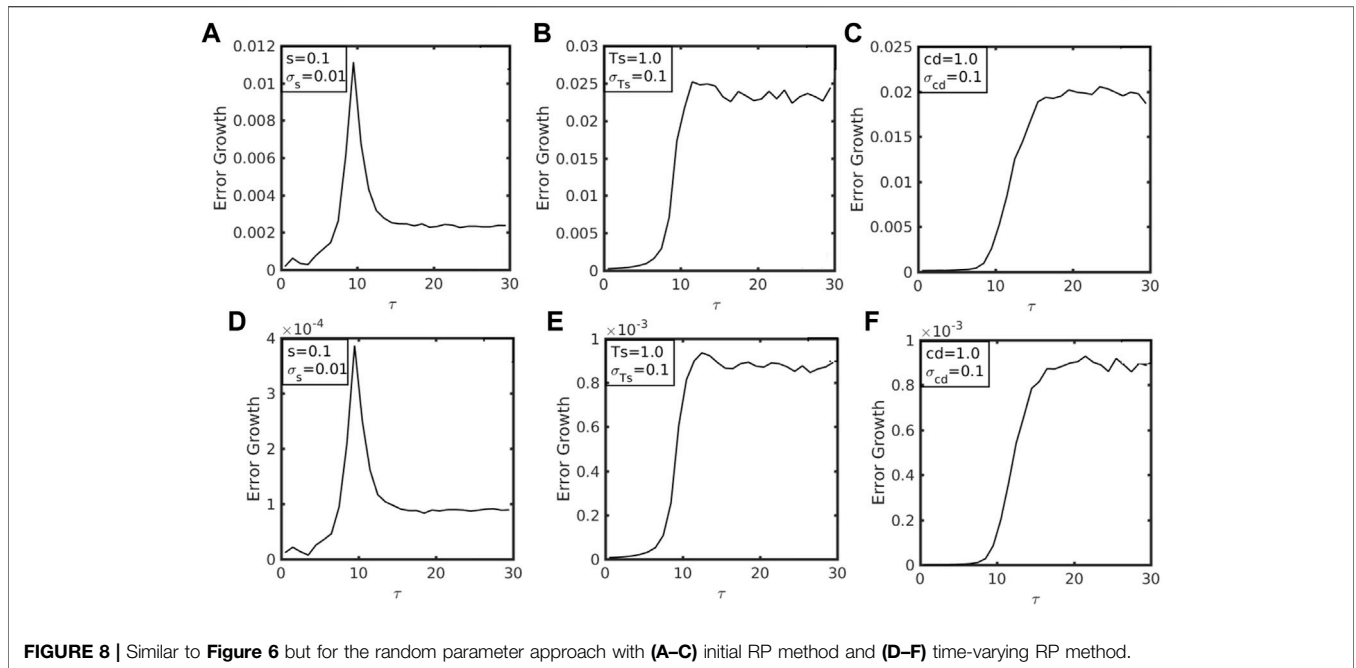 A
B
C
0.012
0.01
0.008
0.006
0.004
0.002
0
Error Growth
s=0.1
σs=0.01
0
10
20
30
τ
0.03
0.025
0.02
0.015
0.01
0.005
0
Error Growth
Ts=1.0
σTs=0.1
0
10
20
30
τ
0.025
0.02
0.015
0.01
0.005
0
Error Growth
cd=1.0
σcd=0.1
0
10
20
30
τ
D
E
F
×10-4
4
3
2
1
0
Error Growth
s=0.1
σs=0.01
0
10
20
30
τ
×10-3
1
0.8
0.6
0.4
0.2
0
Error Growth
Ts=1.0
σTs=0.1
0
10
20
30
τ
×10-3
1
0.8
0.6
0.4
0.2
0
Error Growth
cd=1.0
σcd=0.1
0
10
20
30
τ
FIGURE 8 | Similar to Figure 6 but for the random parameter approach with (A–C) initial RP method and (D–F) time-varying RP method.